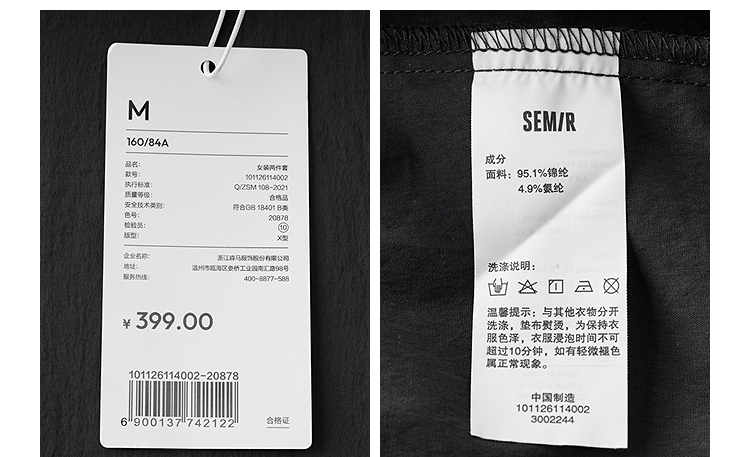 M
160/84A
品名: 女装两件套
款号: 101126114002
执行标准: Q/ZSM 108-2021
质量等级: 合格品
安全技术类别: 符合GB 18401 B类
色号: 20878
检验员: ⑩
版型: X型
企业名称: 浙江森马服饰股份有限公司
地址: 温州市瓯海区娄桥工业园南汇路98号
服务热线: 400-8877-588
¥ 399.00
101126114002-20878
6 900137 742122
合格证
SEMIR
成分
面料: 95.1%锦纶
4.9%氨纶
洗涤说明:
温馨提示: 与其他衣物分开
洗涤, 垫布熨烫, 为保持衣
服色泽, 衣服浸泡时间不可
超过10分钟, 如有轻微褪色
属正常现象。
中国制造
101126114002
3002244